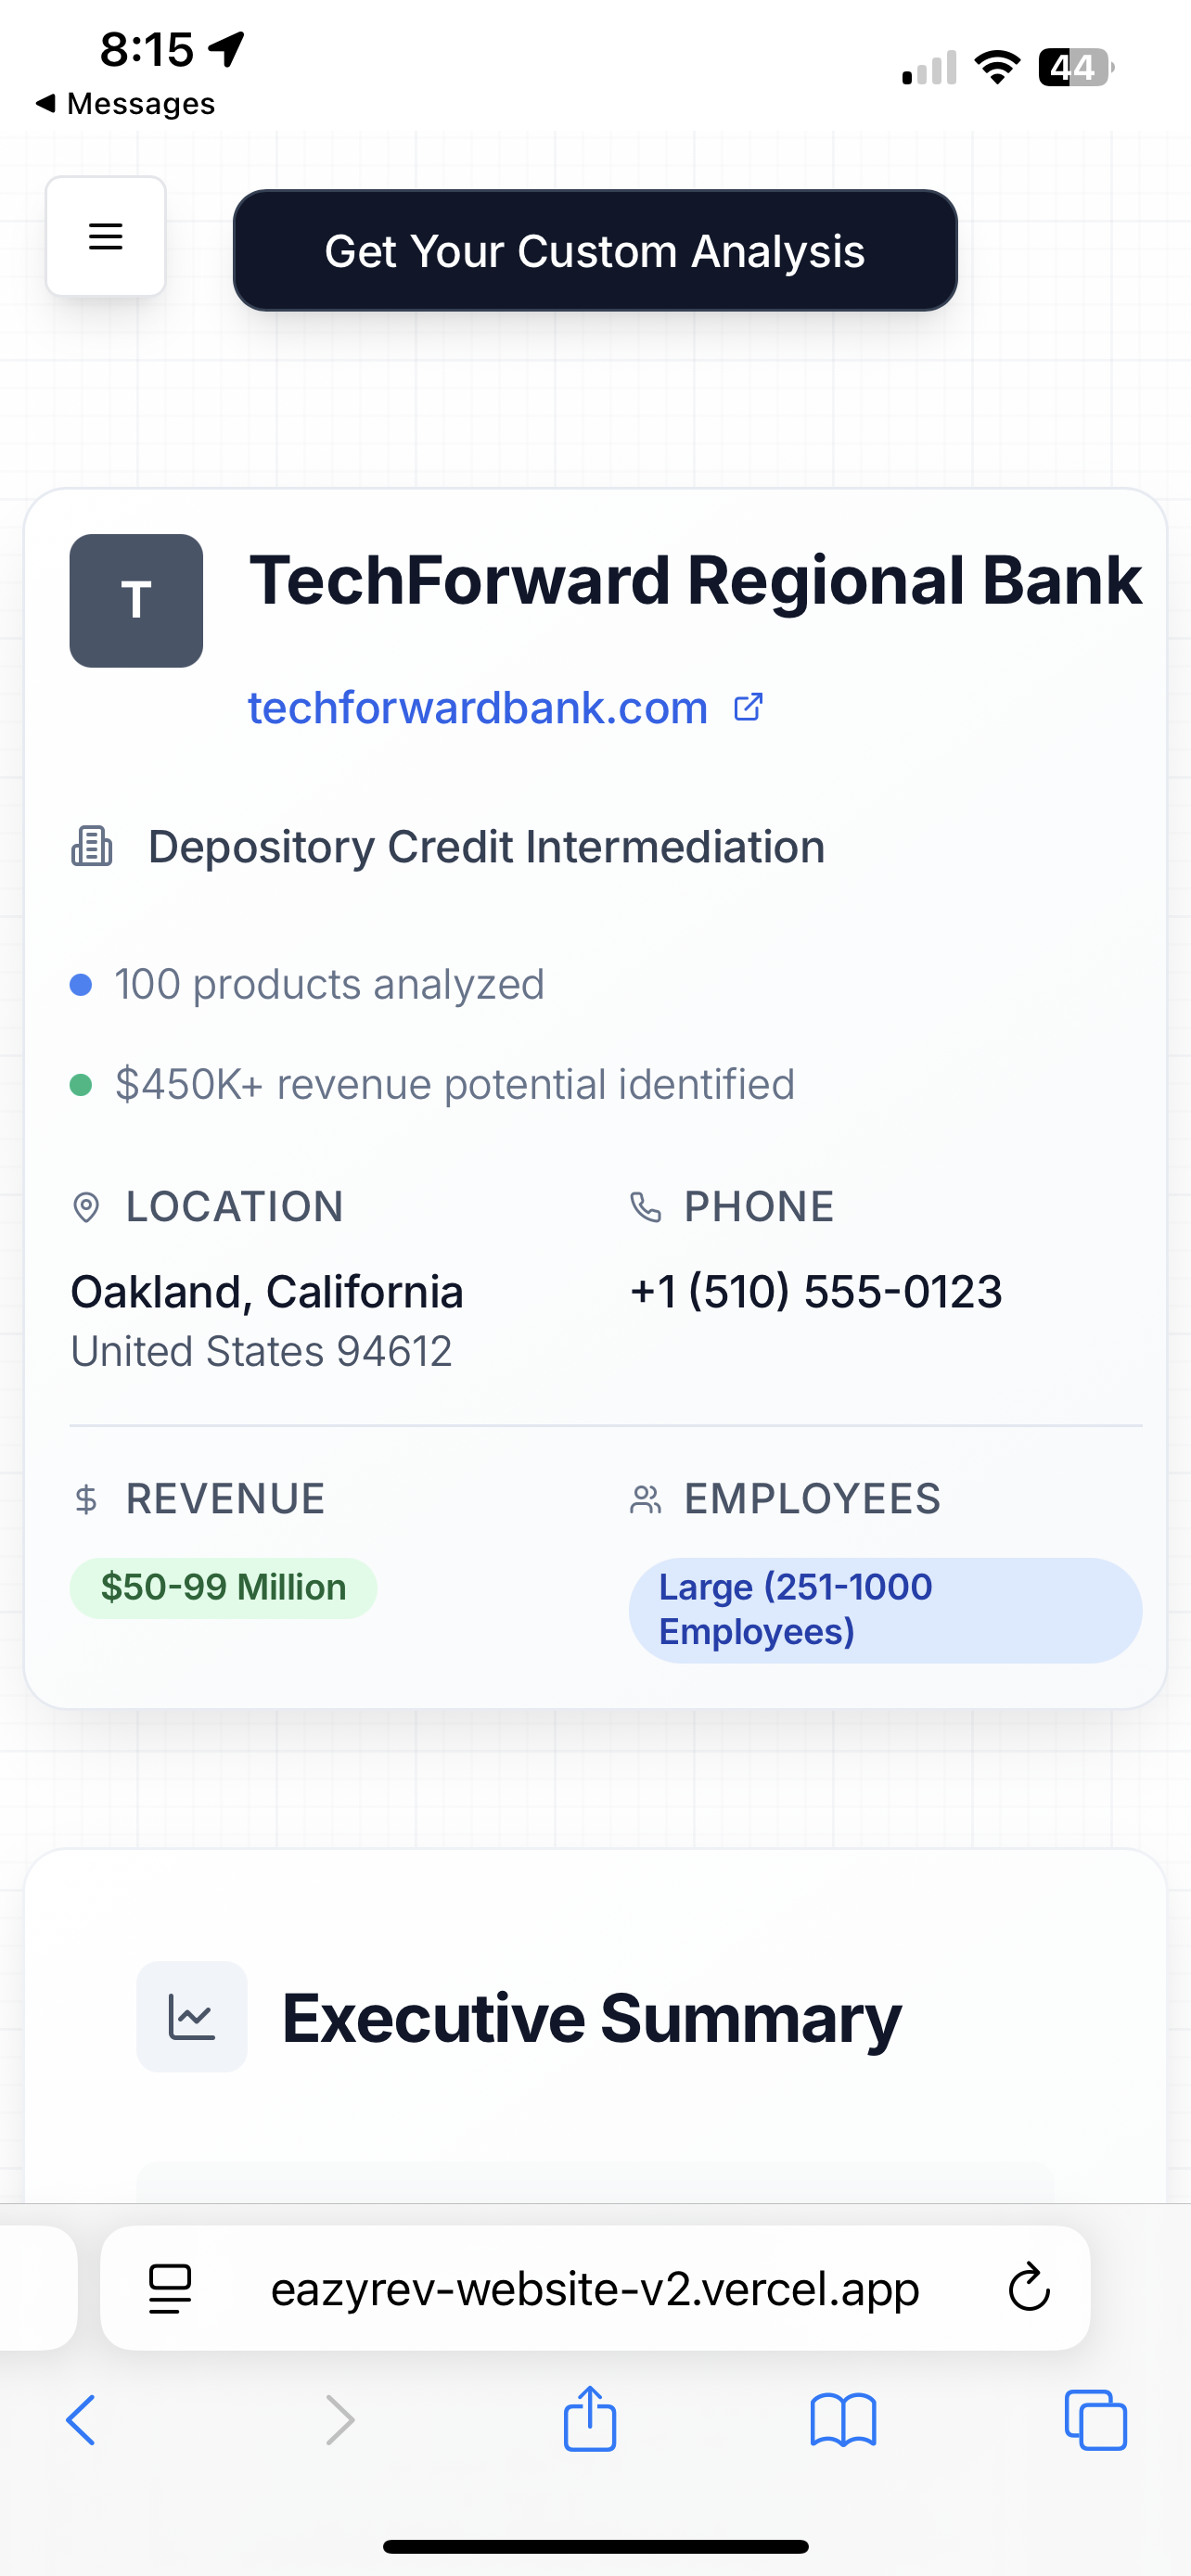 8:15
44
Messages
Get Your Custom Analysis
T
TechForward Regional Bank
techforwardbank.com
Depository Credit Intermediation
100 products analyzed
$450K+ revenue potential identified
LOCATION
Oakland, California
United States 94612
PHONE
+1 (510) 555-0123
REVENUE
$50-99 Million
EMPLOYEES
Large (251-1000
Employees)
Executive Summary
eazyrev-website-v2.vercel.app